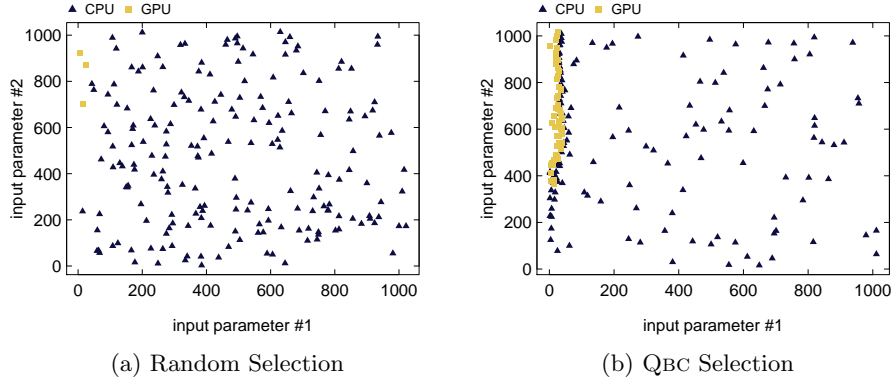 CPU GPU
1000
800
600
400
200
0
input parameter #2
0 200 400 600 800 1000
input parameter #1
(a) Random Selection
CPU GPU
1000
800
600
400
200
0
input parameter #2
0 200 400 600 800 1000
input parameter #1
(b) QBC Selection